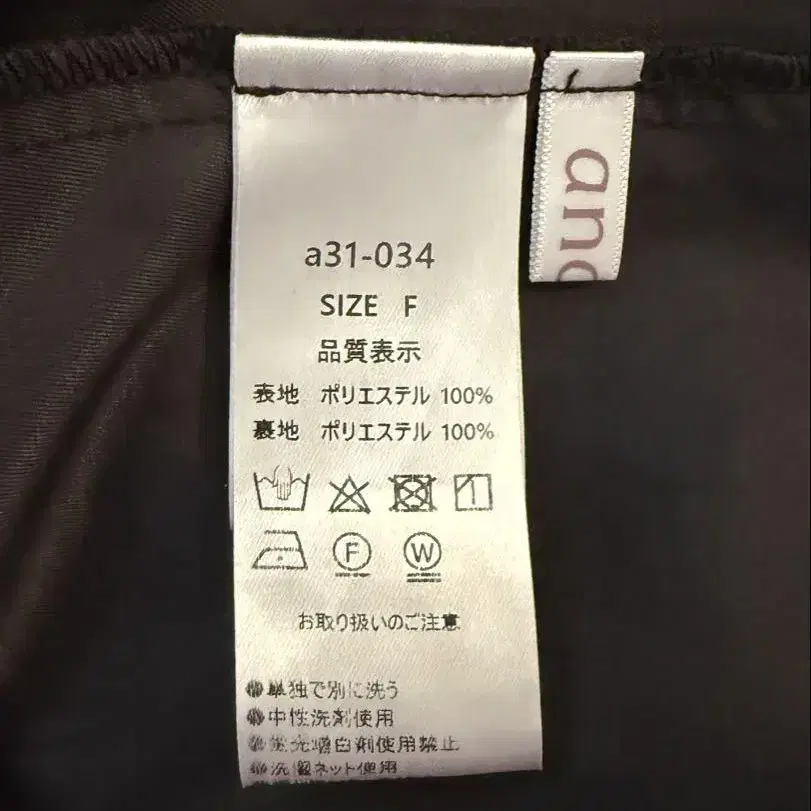 a31-034
SIZE F
品質表示
表地 ポリエステル 100%
裏地 ポリエステル 100%
F W
お取り扱いのご注意
●単独で別に洗う
●中性洗剤使用
●蛍光増白剤使用禁止
●洗濯ネット使用
and